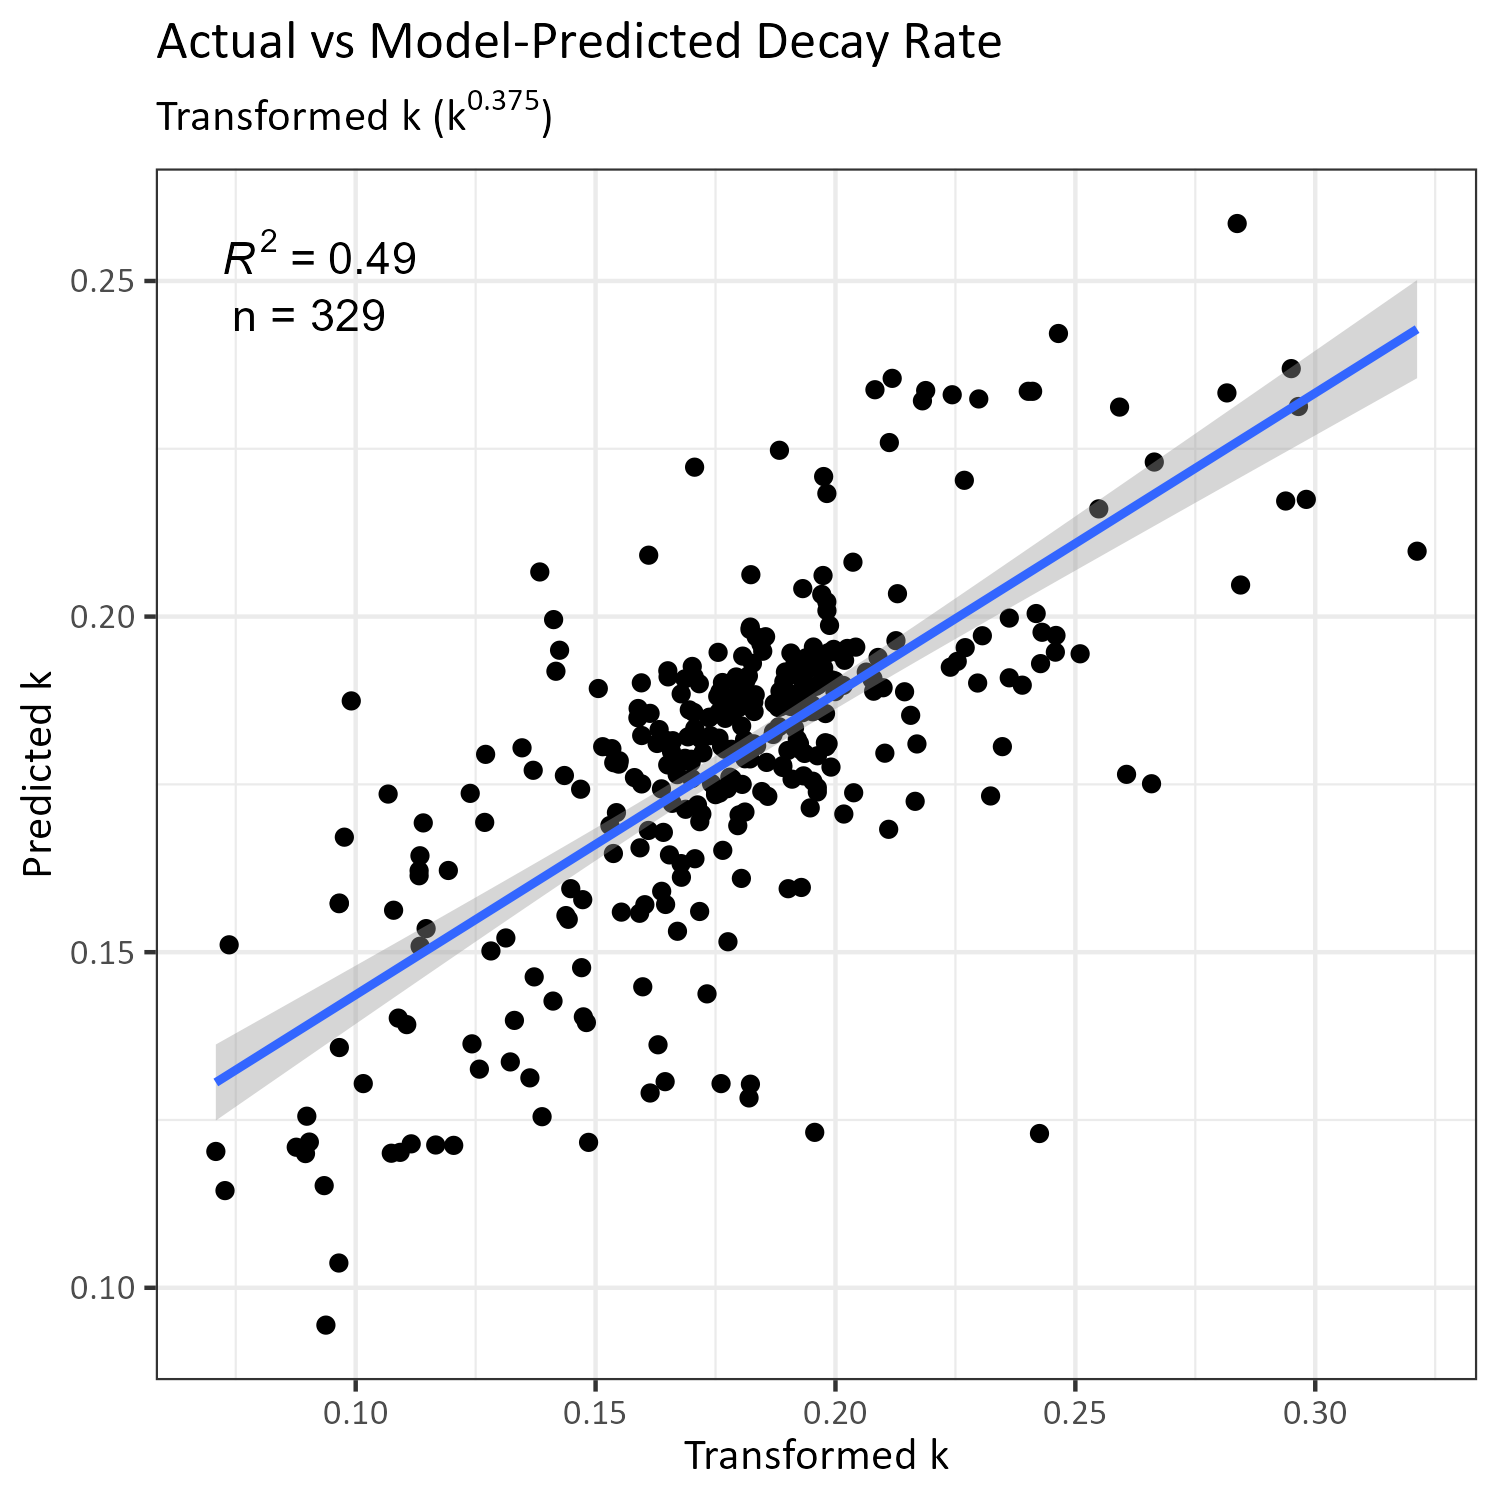 Actual vs Model-Predicted Decay Rate
Transformed k (k^0.375)
R² = 0.49
n = 329
0.25
0.20
0.15
0.10
Predicted k
0.10 0.15 0.20 0.25 0.30
Transformed k